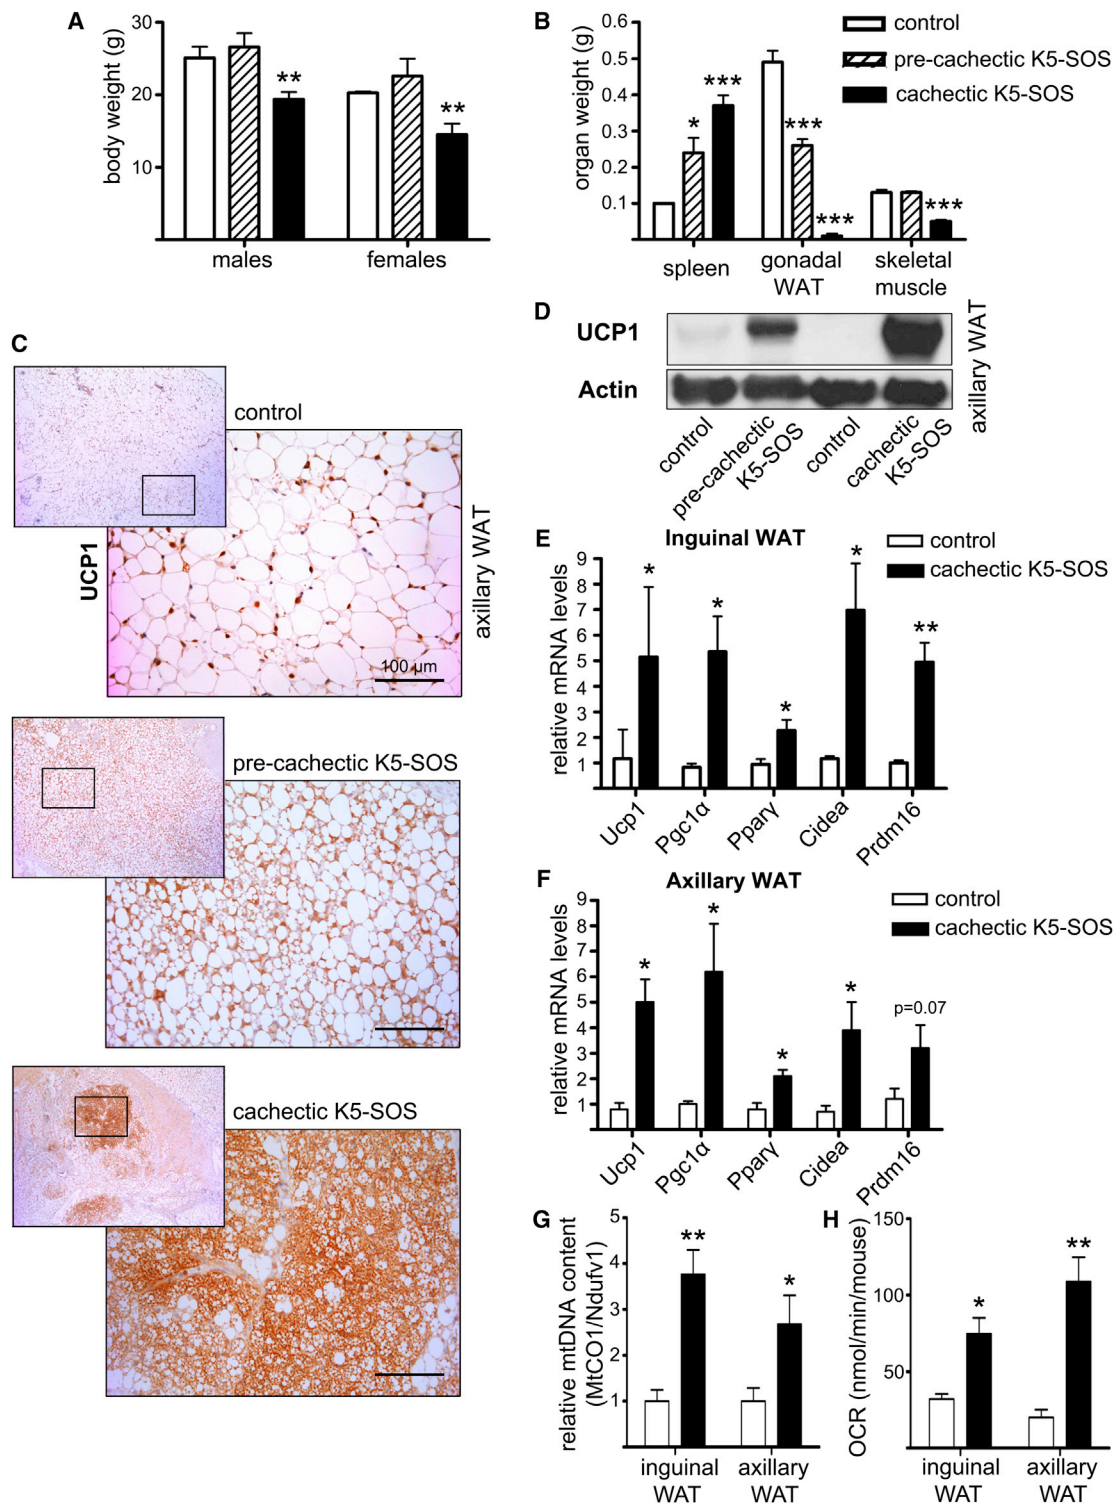 A
body weight (g)
30
20
10
**
**
males
females
B
organ weight (g)
0.6
0.5
0.4
0.3
0.2
0.1
*
***
***
***
***
spleen
gonadal
WAT
skeletal
muscle
control
pre-cachectic K5-SOS
cachectic K5-SOS
C
control
UCP1
axillary WAT
100 µm
pre-cachectic K5-SOS
cachectic K5-SOS
D
UCP1
Actin
axillary WAT
control
pre-cachectic
K5-SOS
control
cachectic
K5-SOS
E
Inguinal WAT
control
cachectic K5-SOS
relative mRNA levels
9
8
7
6
5
4
3
2
1
*
*
*
*
**
Ucp1
Pgc1α
Pparγ
Cidea
Prdm16
F
Axillary WAT
control
cachectic K5-SOS
relative mRNA levels
9
8
7
6
5
4
3
2
1
*
*
*
*
p=0.07
Ucp1
Pgc1α
Pparγ
Cidea
Prdm16
G
relative mtDNA content
(MtCO1/Ndufv1)
5
4
3
2
1
**
*
inguinal
WAT
axillary
WAT
H
OCR (nmol/min/mouse)
150
100
50
*
**
inguinal
WAT
axillary
WAT